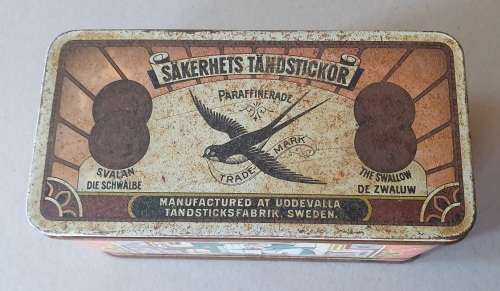 SÄKERHETS TÄNDSTICKOR
PARAFFINERADE
TRADE MARK
SVALAN
DIE SCHWALBE
THE SWALLOW
DE ZWALUW
MANUFACTURED AT UDDEVALLA
TÄNDSTICKSFABRIK, SWEDEN.